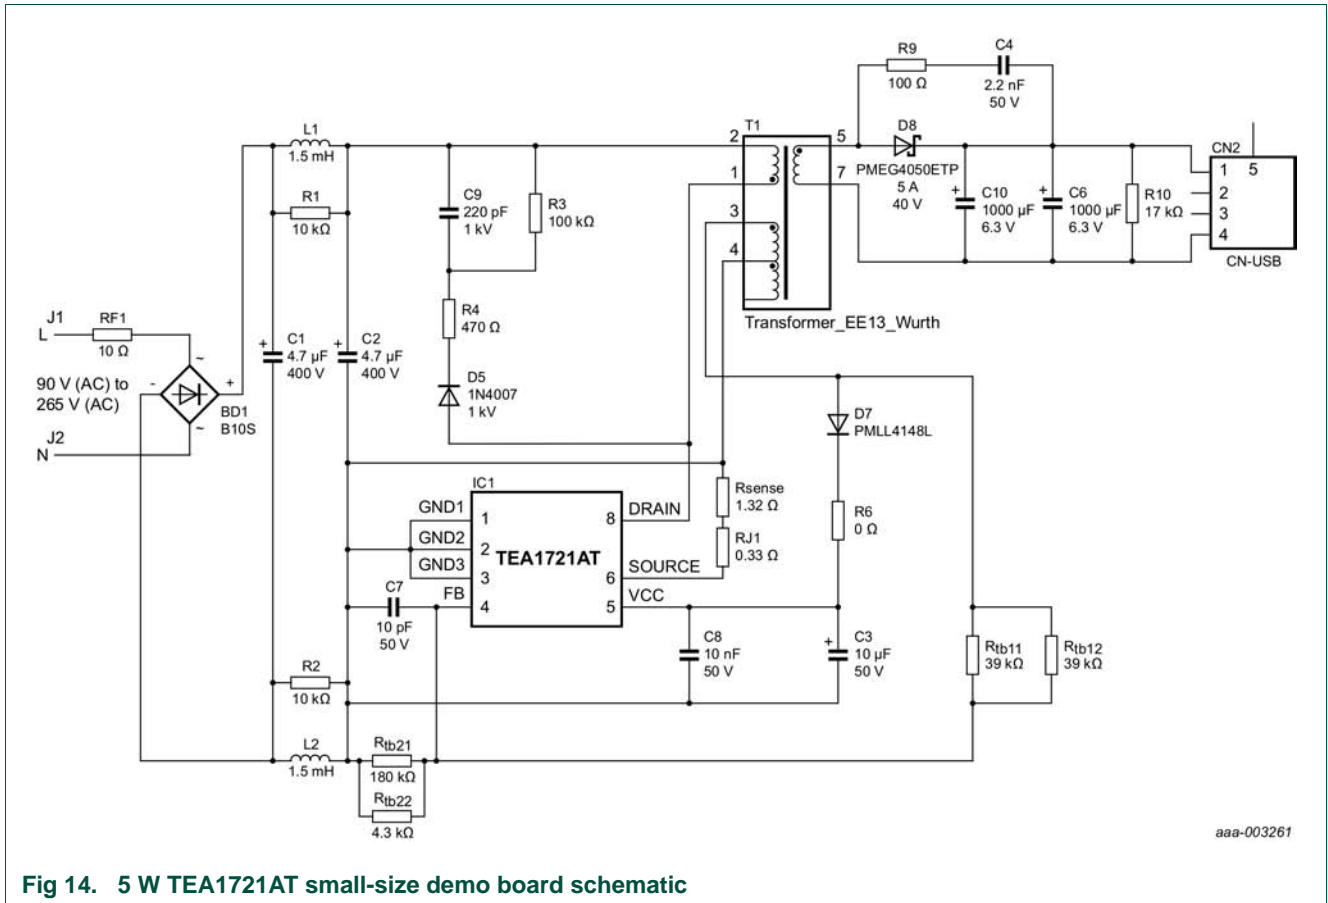 R9
100 Ω
C4
2.2 nF
50 V
T1
2
1
3
4
5
7
D8
PMEG4050ETP
5 A
40 V
CN2
1
2
3
4
5
CN-USB
L1
1.5 mH
R1
10 kΩ
C9
220 pF
1 kV
R3
100 kΩ
+
C10
1000 μF
6.3 V
+
C6
1000 μF
6.3 V
R10
17 kΩ
Transformer_EE13_Wurth
J1
L
RF1
10 Ω
~
-
+
~
90 V (AC) to
265 V (AC)
BD1
B10S
J2
N
+
C1
4.7 μF
400 V
+
C2
4.7 μF
400 V
R4
470 Ω
D5
1N4007
1 kV
D7
PMLL4148L
IC1
GND1
GND2
GND3
FB
1
2
3
4
TEA1721AT
8
6
5
DRAIN
SOURCE
VCC
Rsense
1.32 Ω
RJ1
0.33 Ω
R6
0 Ω
C7
10 pF
50 V
C8
10 nF
50 V
+
C3
10 μF
50 V
Rtb11
39 kΩ
Rtb12
39 kΩ
R2
10 kΩ
L2
1.5 mH
Rtb21
180 kΩ
Rtb22
4.3 kΩ
aaa-003261
Fig 14. 5 W TEA1721AT small-size demo board schematic